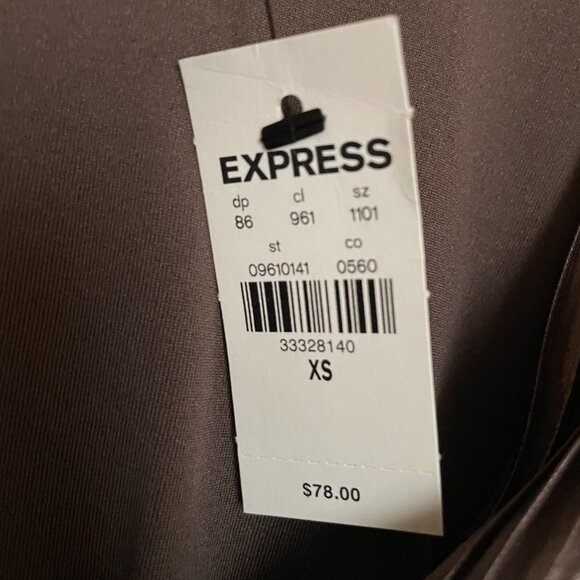 EXPRESS
dp cl sz
86 961 1101
st co
09610141 0560
33328140
XS
$78.00